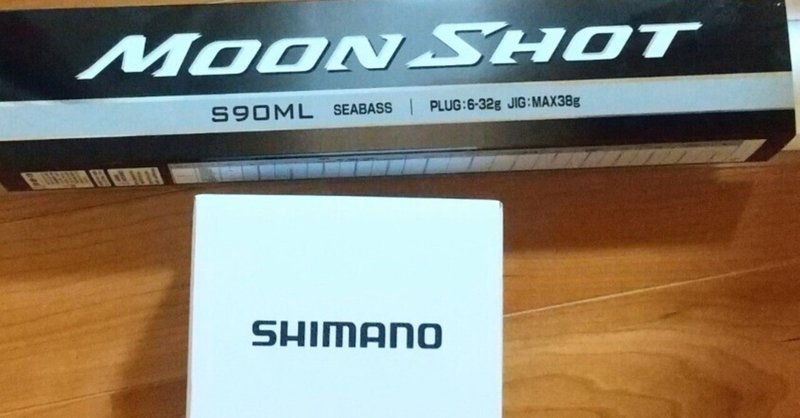 MOON SHOT
S90ML SEABASS | PLUG:6-32g JIG:MAX38g
SHIMANO